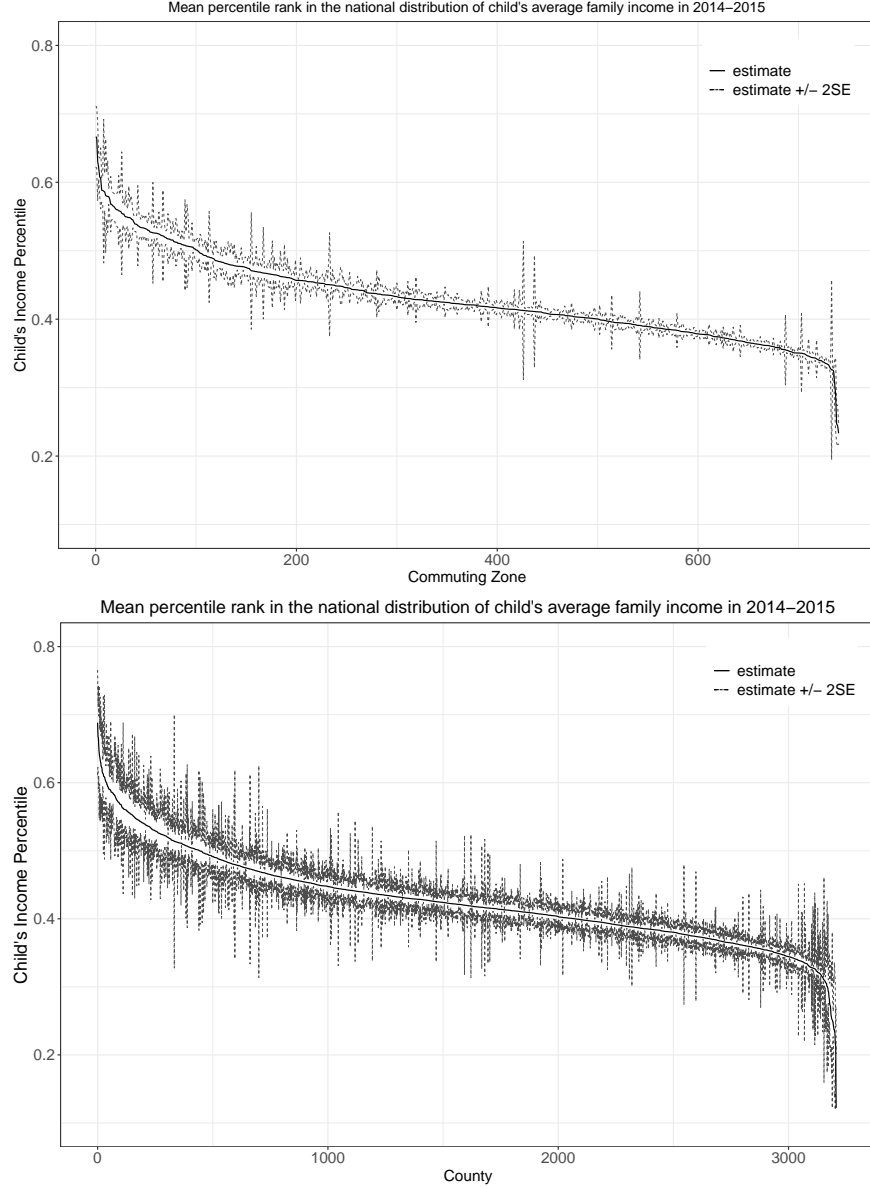 Mean percentile rank in the national distribution of child's average family income in 2014−2015
0.8
0.6
0.4
0.2
Child's Income Percentile
estimate
estimate +/− 2SE
0 200 400 600
Commuting Zone
Mean percentile rank in the national distribution of child's average family income in 2014−2015
0.8
0.6
0.4
0.2
Child's Income Percentile
estimate
estimate +/− 2SE
0 1000 2000 3000
County